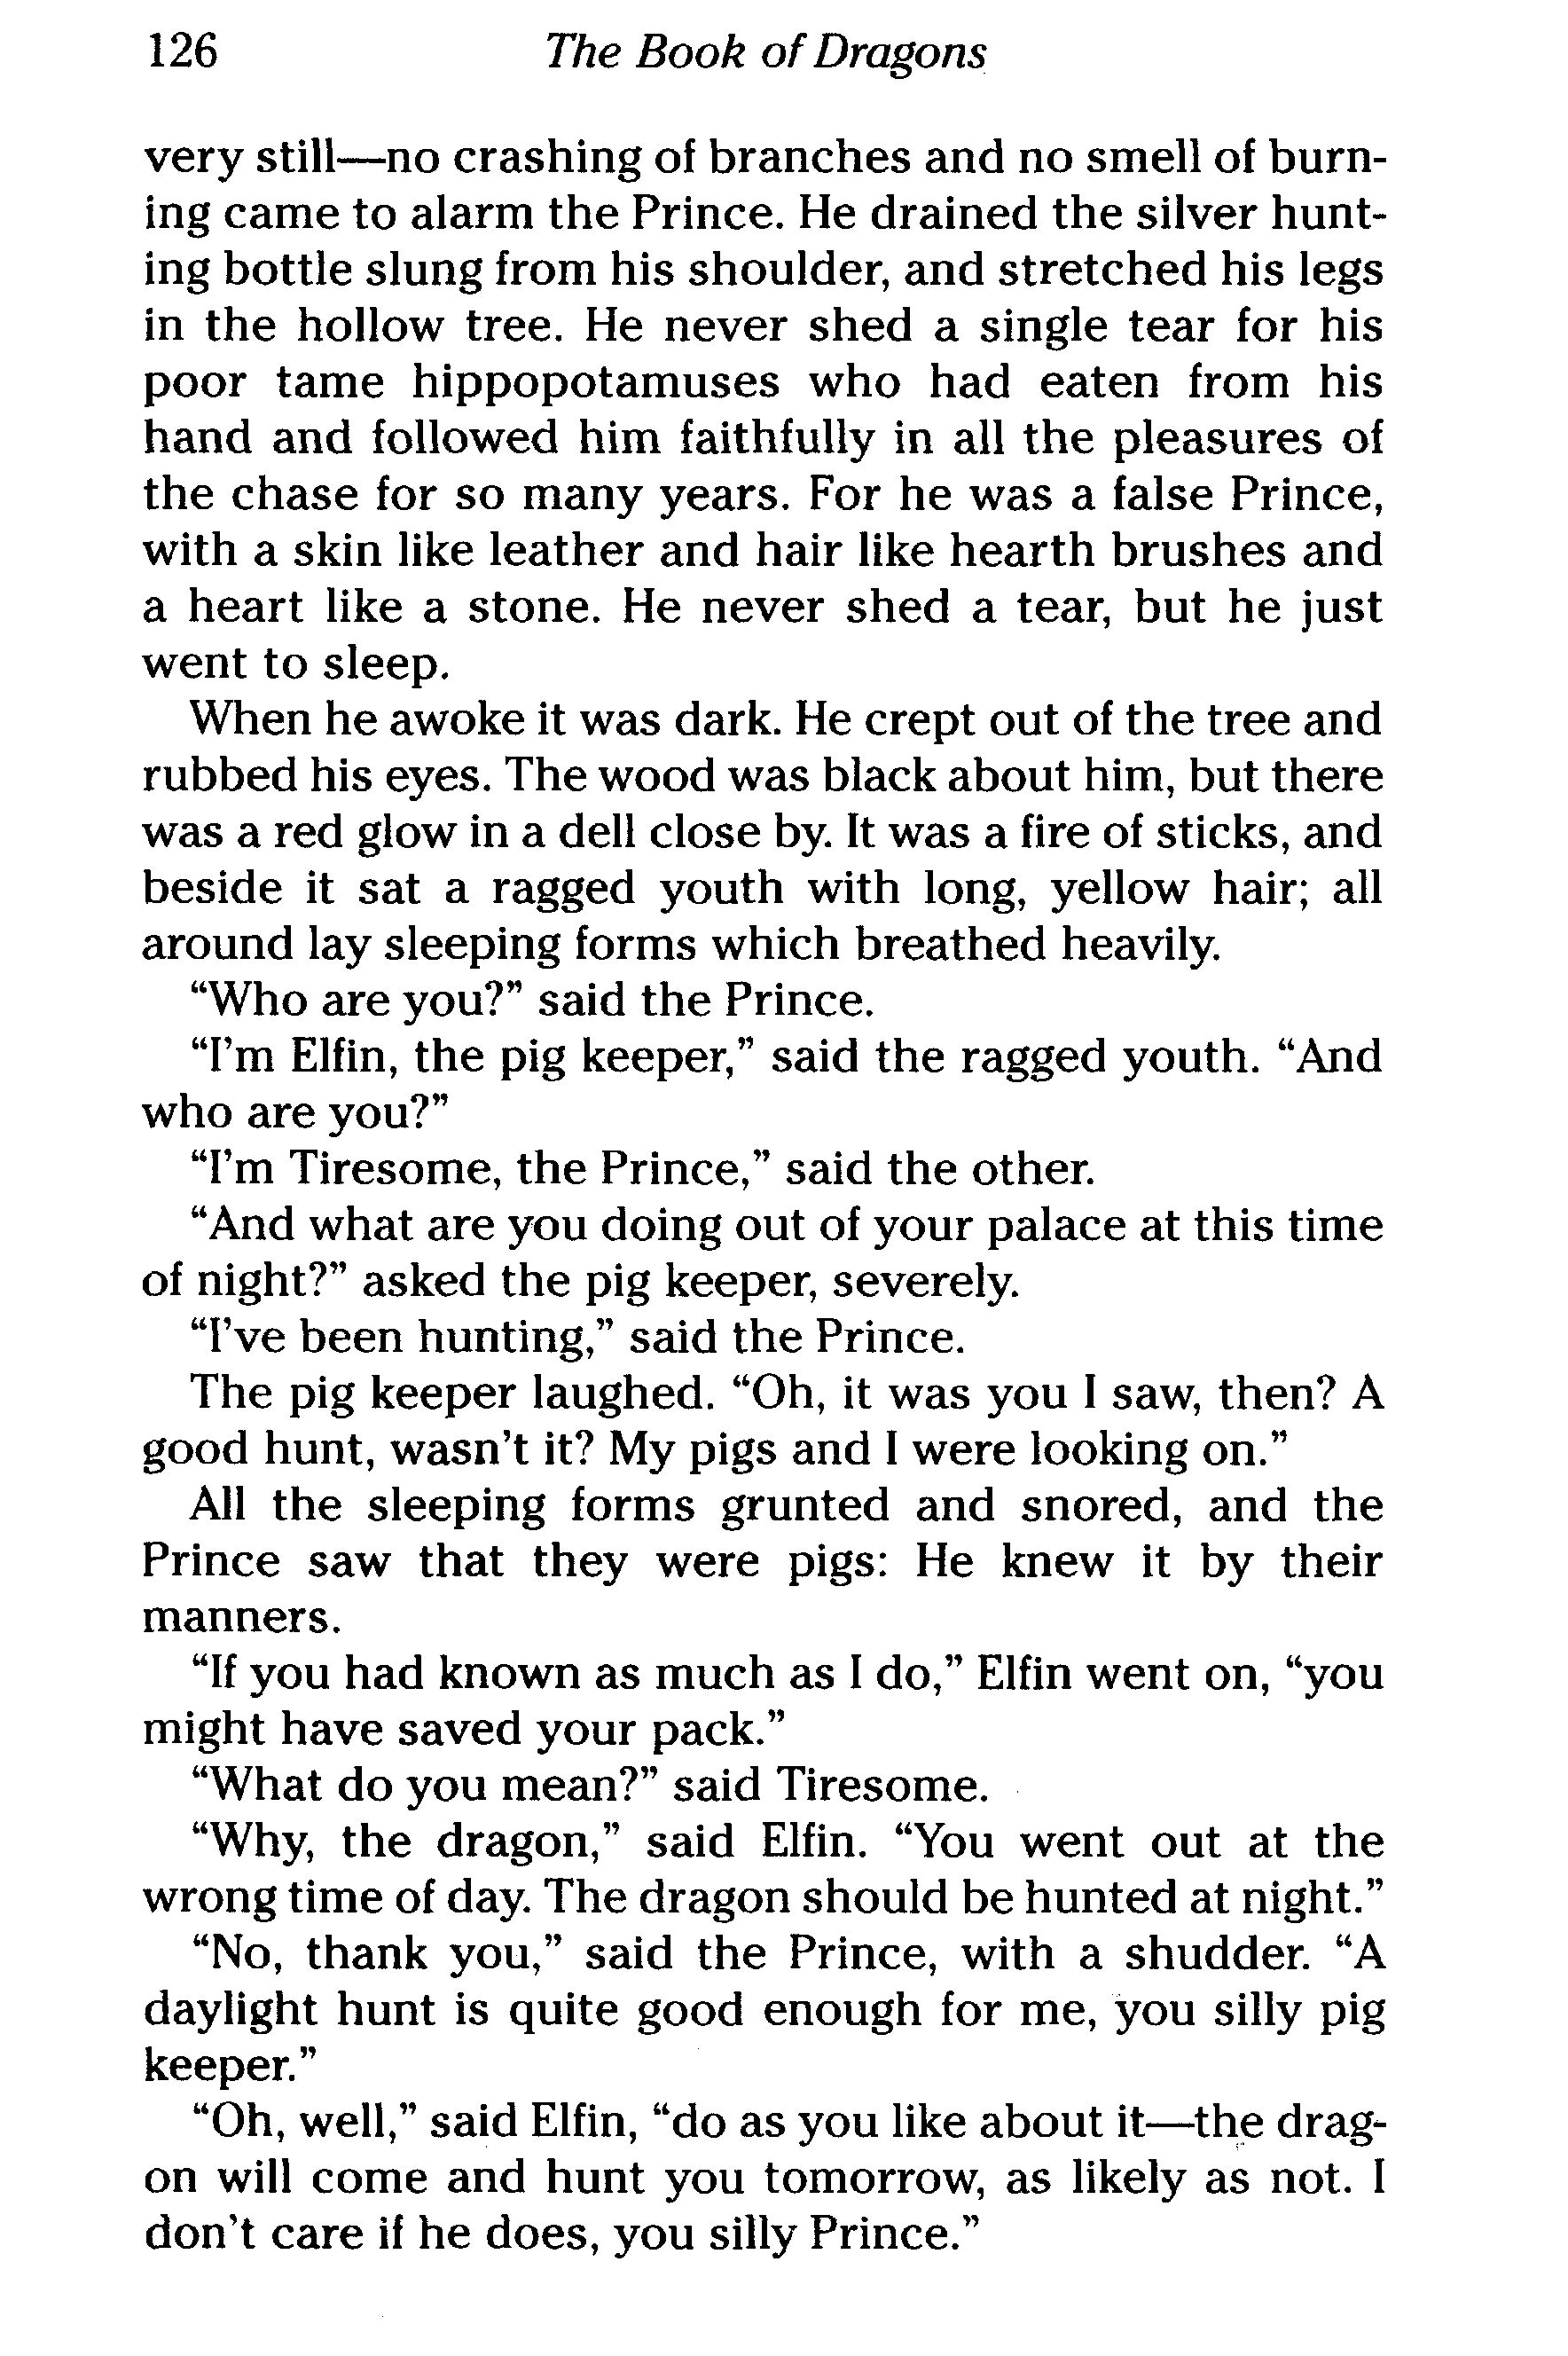 126 The Book of Dragons
very still—no crashing of branches and no smell of burn-
ing came to alarm the Prince. He drained the silver hunt-
ing bottle slung from his shoulder, and stretched his legs
in the hollow tree. He never shed a single tear for his
poor tame hippopotamuses who had eaten from his
hand and followed him faithfully in all the pleasures of
the chase for so many years. For he was a false Prince,
with a skin like leather and hair like hearth brushes and
a heart like a stone. He never shed a tear, but he just
went to sleep.
When he awoke it was dark. He crept out of the tree and
rubbed his eyes. The wood was black about him, but there
was a red glow in a dell close by. It was a fire of sticks, and
beside it sat a ragged youth with long, yellow hair; all
around lay sleeping forms which breathed heavily.
“Who are you?” said the Prince.
“I’m Elfin, the pig keeper,” said the ragged youth. “And
who are you?”
“I’m Tiresome, the Prince,” said the other.
“And what are you doing out of your palace at this time
of night?” asked the pig keeper, severely.
“I’ve been hunting,” said the Prince.
The pig keeper laughed. “Oh, it was you I saw, then? A
good hunt, wasn’t it? My pigs and I were looking on.”
All the sleeping forms grunted and snored, and the
Prince saw that they were pigs: He knew it by their
manners.
“If you had known as much as I do,” Elfin went on, “you
might have saved your pack.”
“What do you mean?” said Tiresome.
“Why, the dragon,” said Elfin. “You went out at the
wrong time of day. The dragon should be hunted at night.”
“No, thank you,” said the Prince, with a shudder. “A
daylight hunt is quite good enough for me, you silly pig
keeper.”
“Oh, well,” said Elfin, “do as you like about it—the drag-
on will come and hunt you tomorrow, as likely as not. I
don’t care if he does, you silly Prince.”